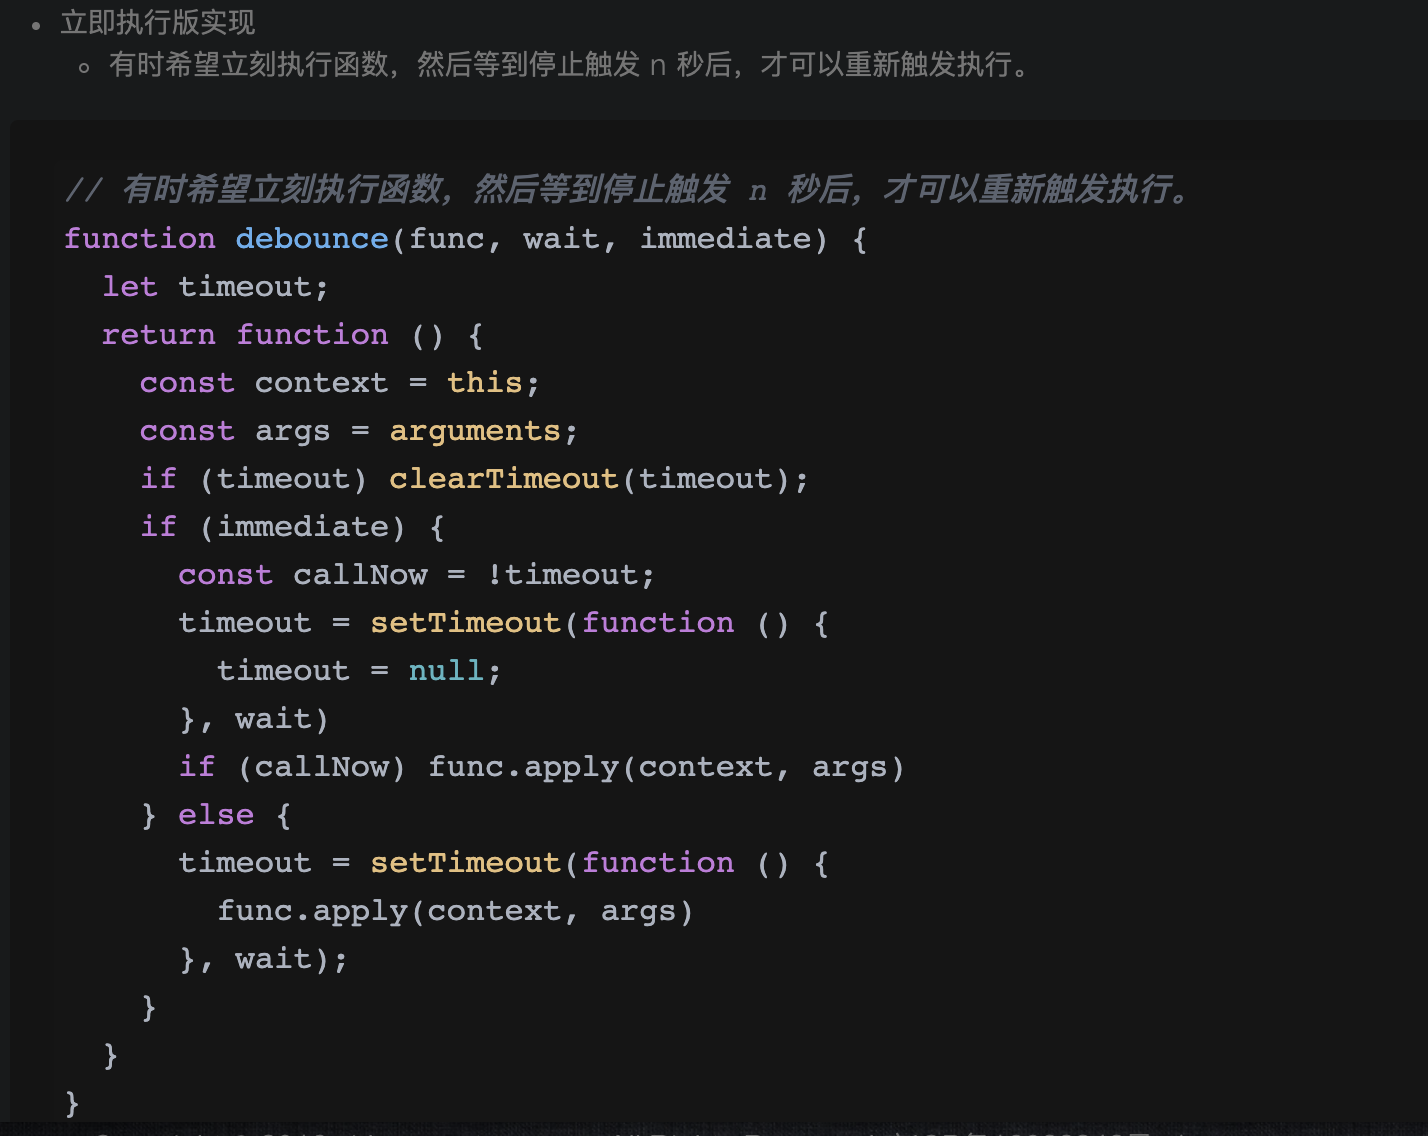 立即执行版实现
有时希望立刻执行函数，然后等到停止触发 n 秒后，才可以重新触发执行。
// 有时希望立刻执行函数，然后等到停止触发 n 秒后，才可以重新触发执行。
function debounce(func, wait, immediate) {
  let timeout;
  return function () {
    const context = this;
    const args = arguments;
    if (timeout) clearTimeout(timeout);
    if (immediate) {
      const callNow = !timeout;
      timeout = setTimeout(function () {
        timeout = null;
      }, wait)
      if (callNow) func.apply(context, args)
    } else {
      timeout = setTimeout(function () {
        func.apply(context, args)
      }, wait);
    }
  }
}